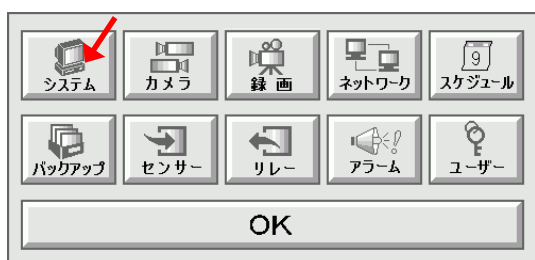 システム
カメラ
録画
ネットワーク
9
スケジュール
バックアップ
センサー
リレー
アラーム
ユーザー
OK